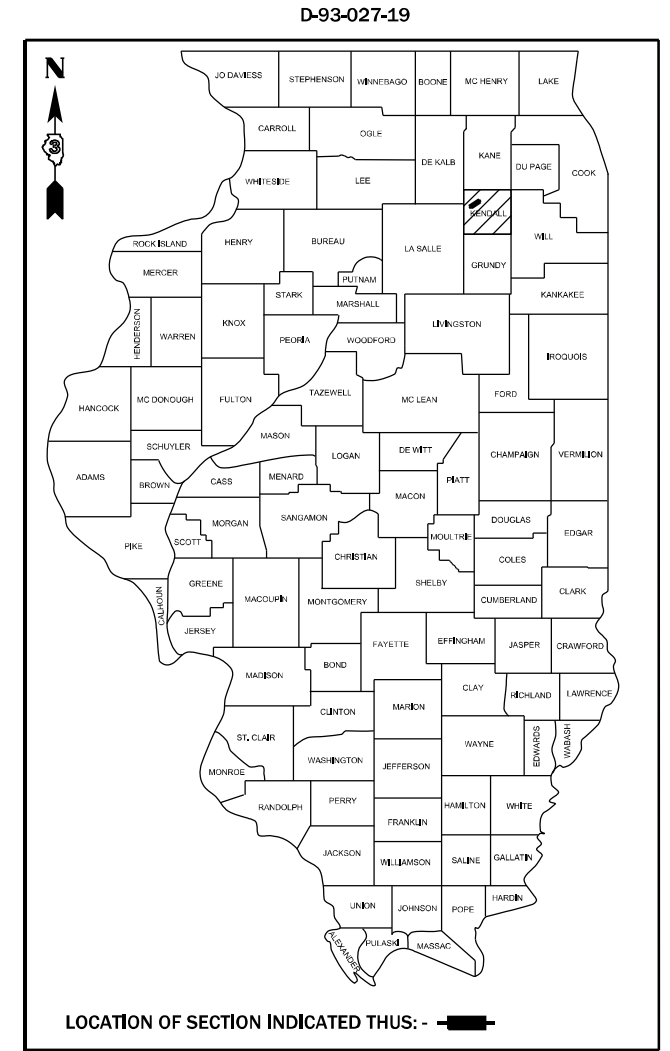 D-93-027-19
N
3
JO DAVIESS STEPHENSON WINNEBAGO BOONE MC HENRY LAKE
CARROLL OGLE DE KALB KANE DU PAGE COOK
WHITESIDE LEE
KENDALL
ROCK ISLAND HENRY BUREAU LA SALLE WILL
MERCER PUTNAM GRUNDY
STARK MARSHALL KANKAKEE
HENDERSON WARREN KNOX PEORIA WOODFORD LIVINGSTON
IROQUOIS
HANCOCK MC DONOUGH FULTON TAZEWELL MC LEAN FORD
SCHUYLER MASON LOGAN DE WITT CHAMPAIGN VERMILION
ADAMS BROWN CASS MENARD MACON PIATT
PIKE SCOTT MORGAN SANGAMON MOULTRIE DOUGLAS EDGAR
CHRISTIAN COLES
CALHOUN GREENE MACOUPIN MONTGOMERY SHELBY CUMBERLAND CLARK
JERSEY FAYETTE EFFINGHAM JASPER CRAWFORD
MADISON BOND
CLAY RICHLAND LAWRENCE
CLINTON MARION
ST. CLAIR WAYNE EDWARDS WABASH
MONROE WASHINGTON JEFFERSON
RANDOLPH PERRY HAMILTON WHITE
FRANKLIN
JACKSON WILLIAMSON SALINE GALLATIN
UNION JOHNSON POPE HARDIN
ALEXANDER PULASKI MASSAC
LOCATION OF SECTION INDICATED THUS: -